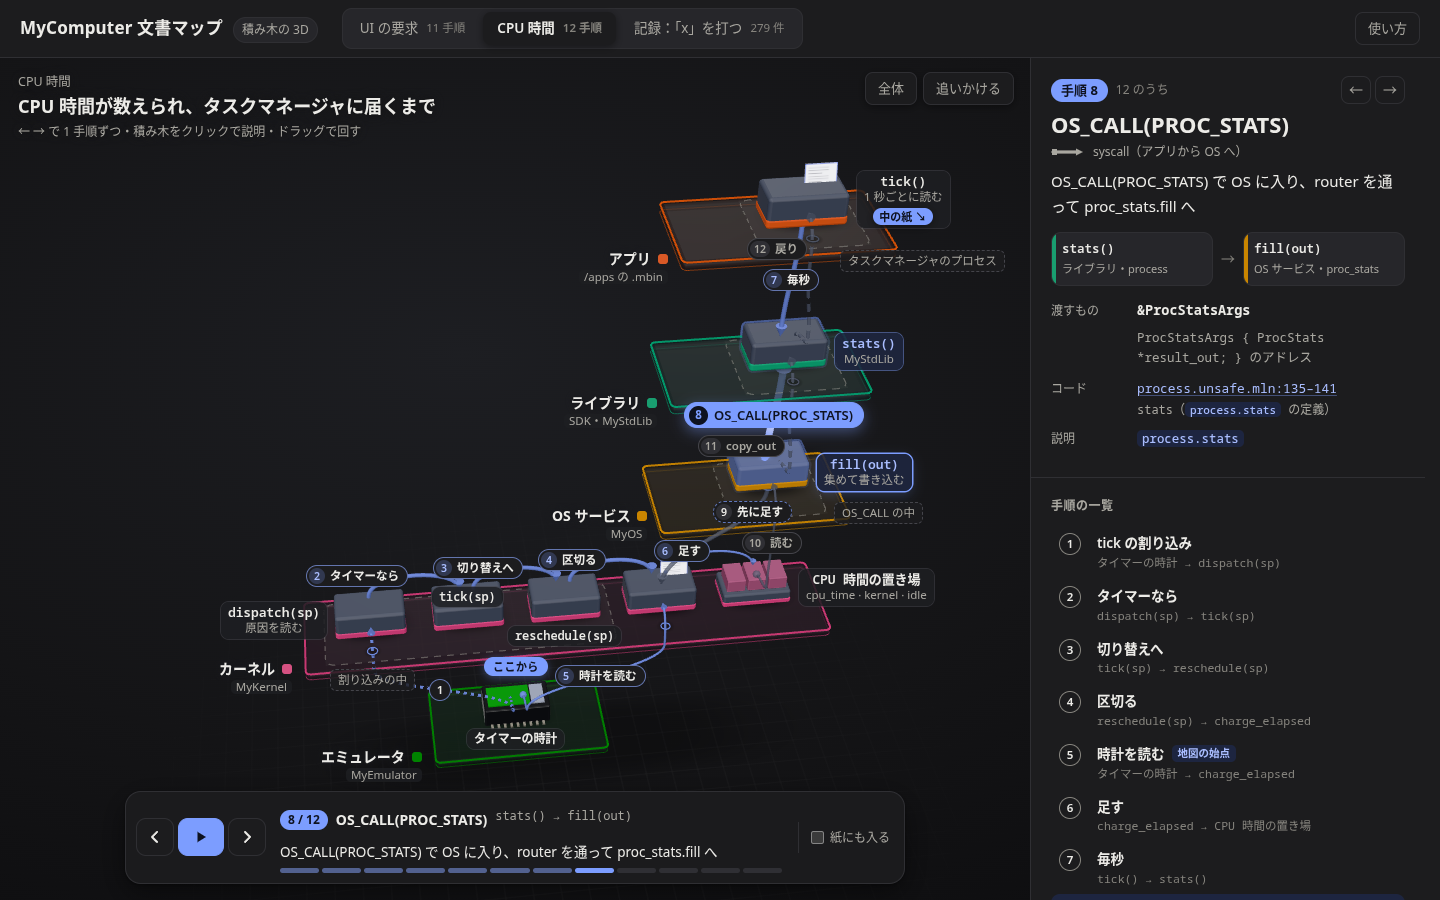 MyComputer 文書マップ
積み木の 3D
UI の要求 11 手順
CPU 時間 12 手順
記録：「x」を打つ 279 件
使い方
CPU 時間
CPU 時間が数えられ、タスクマネージャに届くまで
← → で 1 手順ずつ・積み木をクリックで説明・ドラッグで回す
全体
追いかける
tick()
1 秒ごとに読む
中の紙 ↘
12 戻り
アプリ
/apps の .mbin
タスクマネージャのプロセス
7 毎秒
stats()
MyStdLib
ライブラリ
SDK・MyStdLib
8 OS_CALL(PROC_STATS)
11 copy_out
fill(out)
集めて書き込む
OS サービス
MyOS
9 先に足す
OS_CALL の中
10 読む
6 足す
4 区切る
3 切り替えへ
2 タイマーなら
CPU 時間の置き場
cpu_time・kernel・idle
tick(sp)
dispatch(sp)
原因を読む
reschedule(sp)
カーネル
MyKernel
割り込みの中
ここから
5 時計を読む
1
タイマーの時計
エミュレータ
MyEmulator
8 / 12
OS_CALL(PROC_STATS)
stats() → fill(out)
OS_CALL(PROC_STATS) で OS に入り、router を通って proc_stats.fill へ
紙にも入る
手順 8
12 のうち
← →
OS_CALL(PROC_STATS)
syscall（アプリから OS へ）
OS_CALL(PROC_STATS) で OS に入り、router を通
って proc_stats.fill へ
stats()
ライブラリ・process
→
fill(out)
OS サービス・proc_stats
渡すもの
&ProcStatsArgs
ProcStatsArgs { ProcStats
*result_out; } のアドレス
コード
process.unsafe.mln:135–141
stats（process.stats の定義）
説明
process.stats
手順の一覧
1 tick の割り込み
タイマーの時計 → dispatch(sp)
2 タイマーなら
dispatch(sp) → tick(sp)
3 切り替えへ
tick(sp) → reschedule(sp)
4 区切る
reschedule(sp) → charge_elapsed
5 時計を読む 地図の始点
タイマーの時計 → charge_elapsed
6 足す
charge_elapsed → CPU 時間の置き場
7 毎秒
tick() → stats()